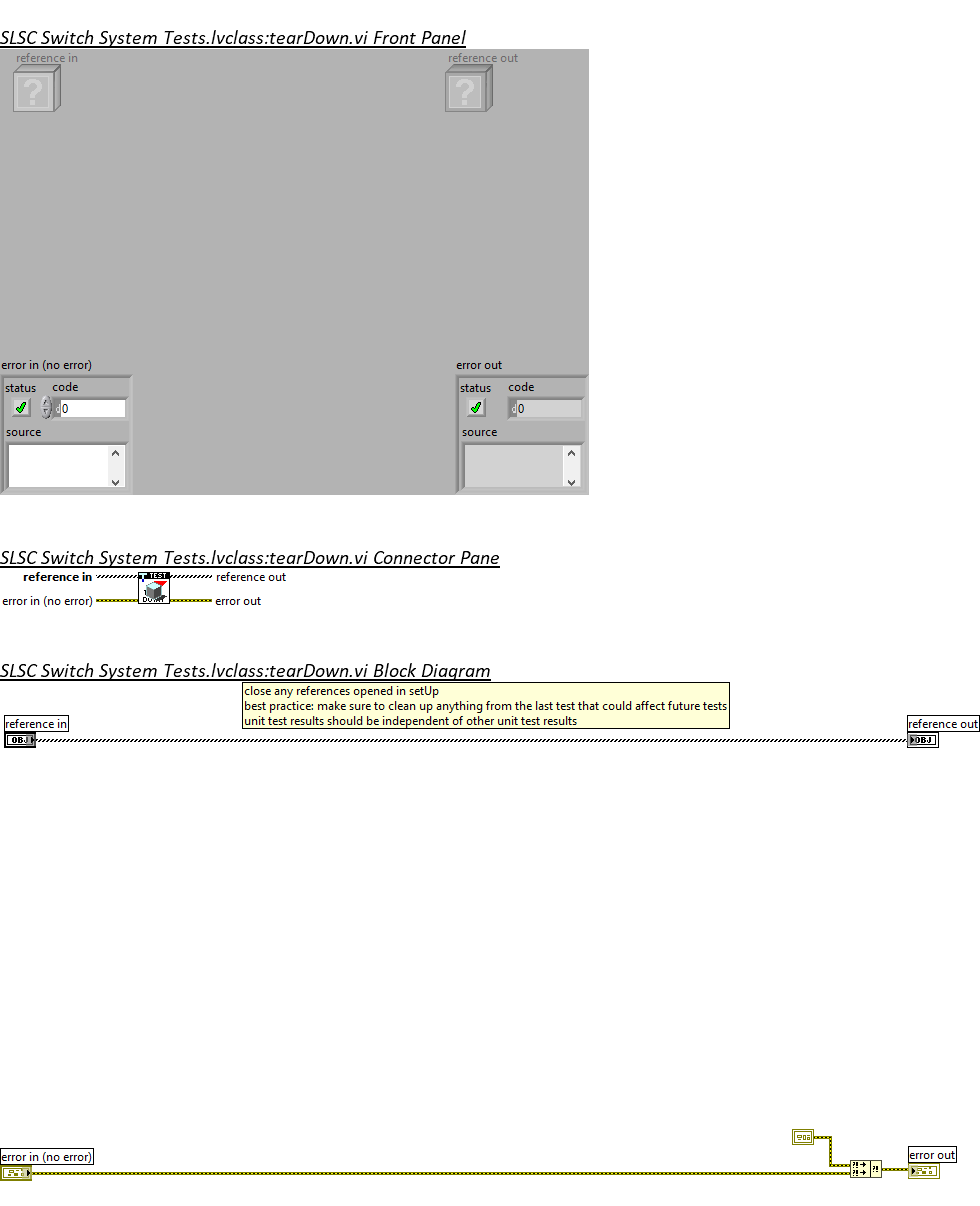 SLSC Switch System Tests.lvclass:tearDown.vi Front Panel
reference in
reference out
?
?
error in (no error)
error out
status
code
status
code
d0
d0
source
source
SLSC Switch System Tests.lvclass:tearDown.vi Connector Pane
reference in
TEST
reference out
error in (no error)
error out
SLSC Switch System Tests.lvclass:tearDown.vi Block Diagram
close any references opened in setUp
best practice: make sure to clean up anything from the last test that could affect future tests
unit test results should be independent of other unit test results
reference in
reference out
OBJ
OBJ
error in (no error)
error out
?!
?!
?!